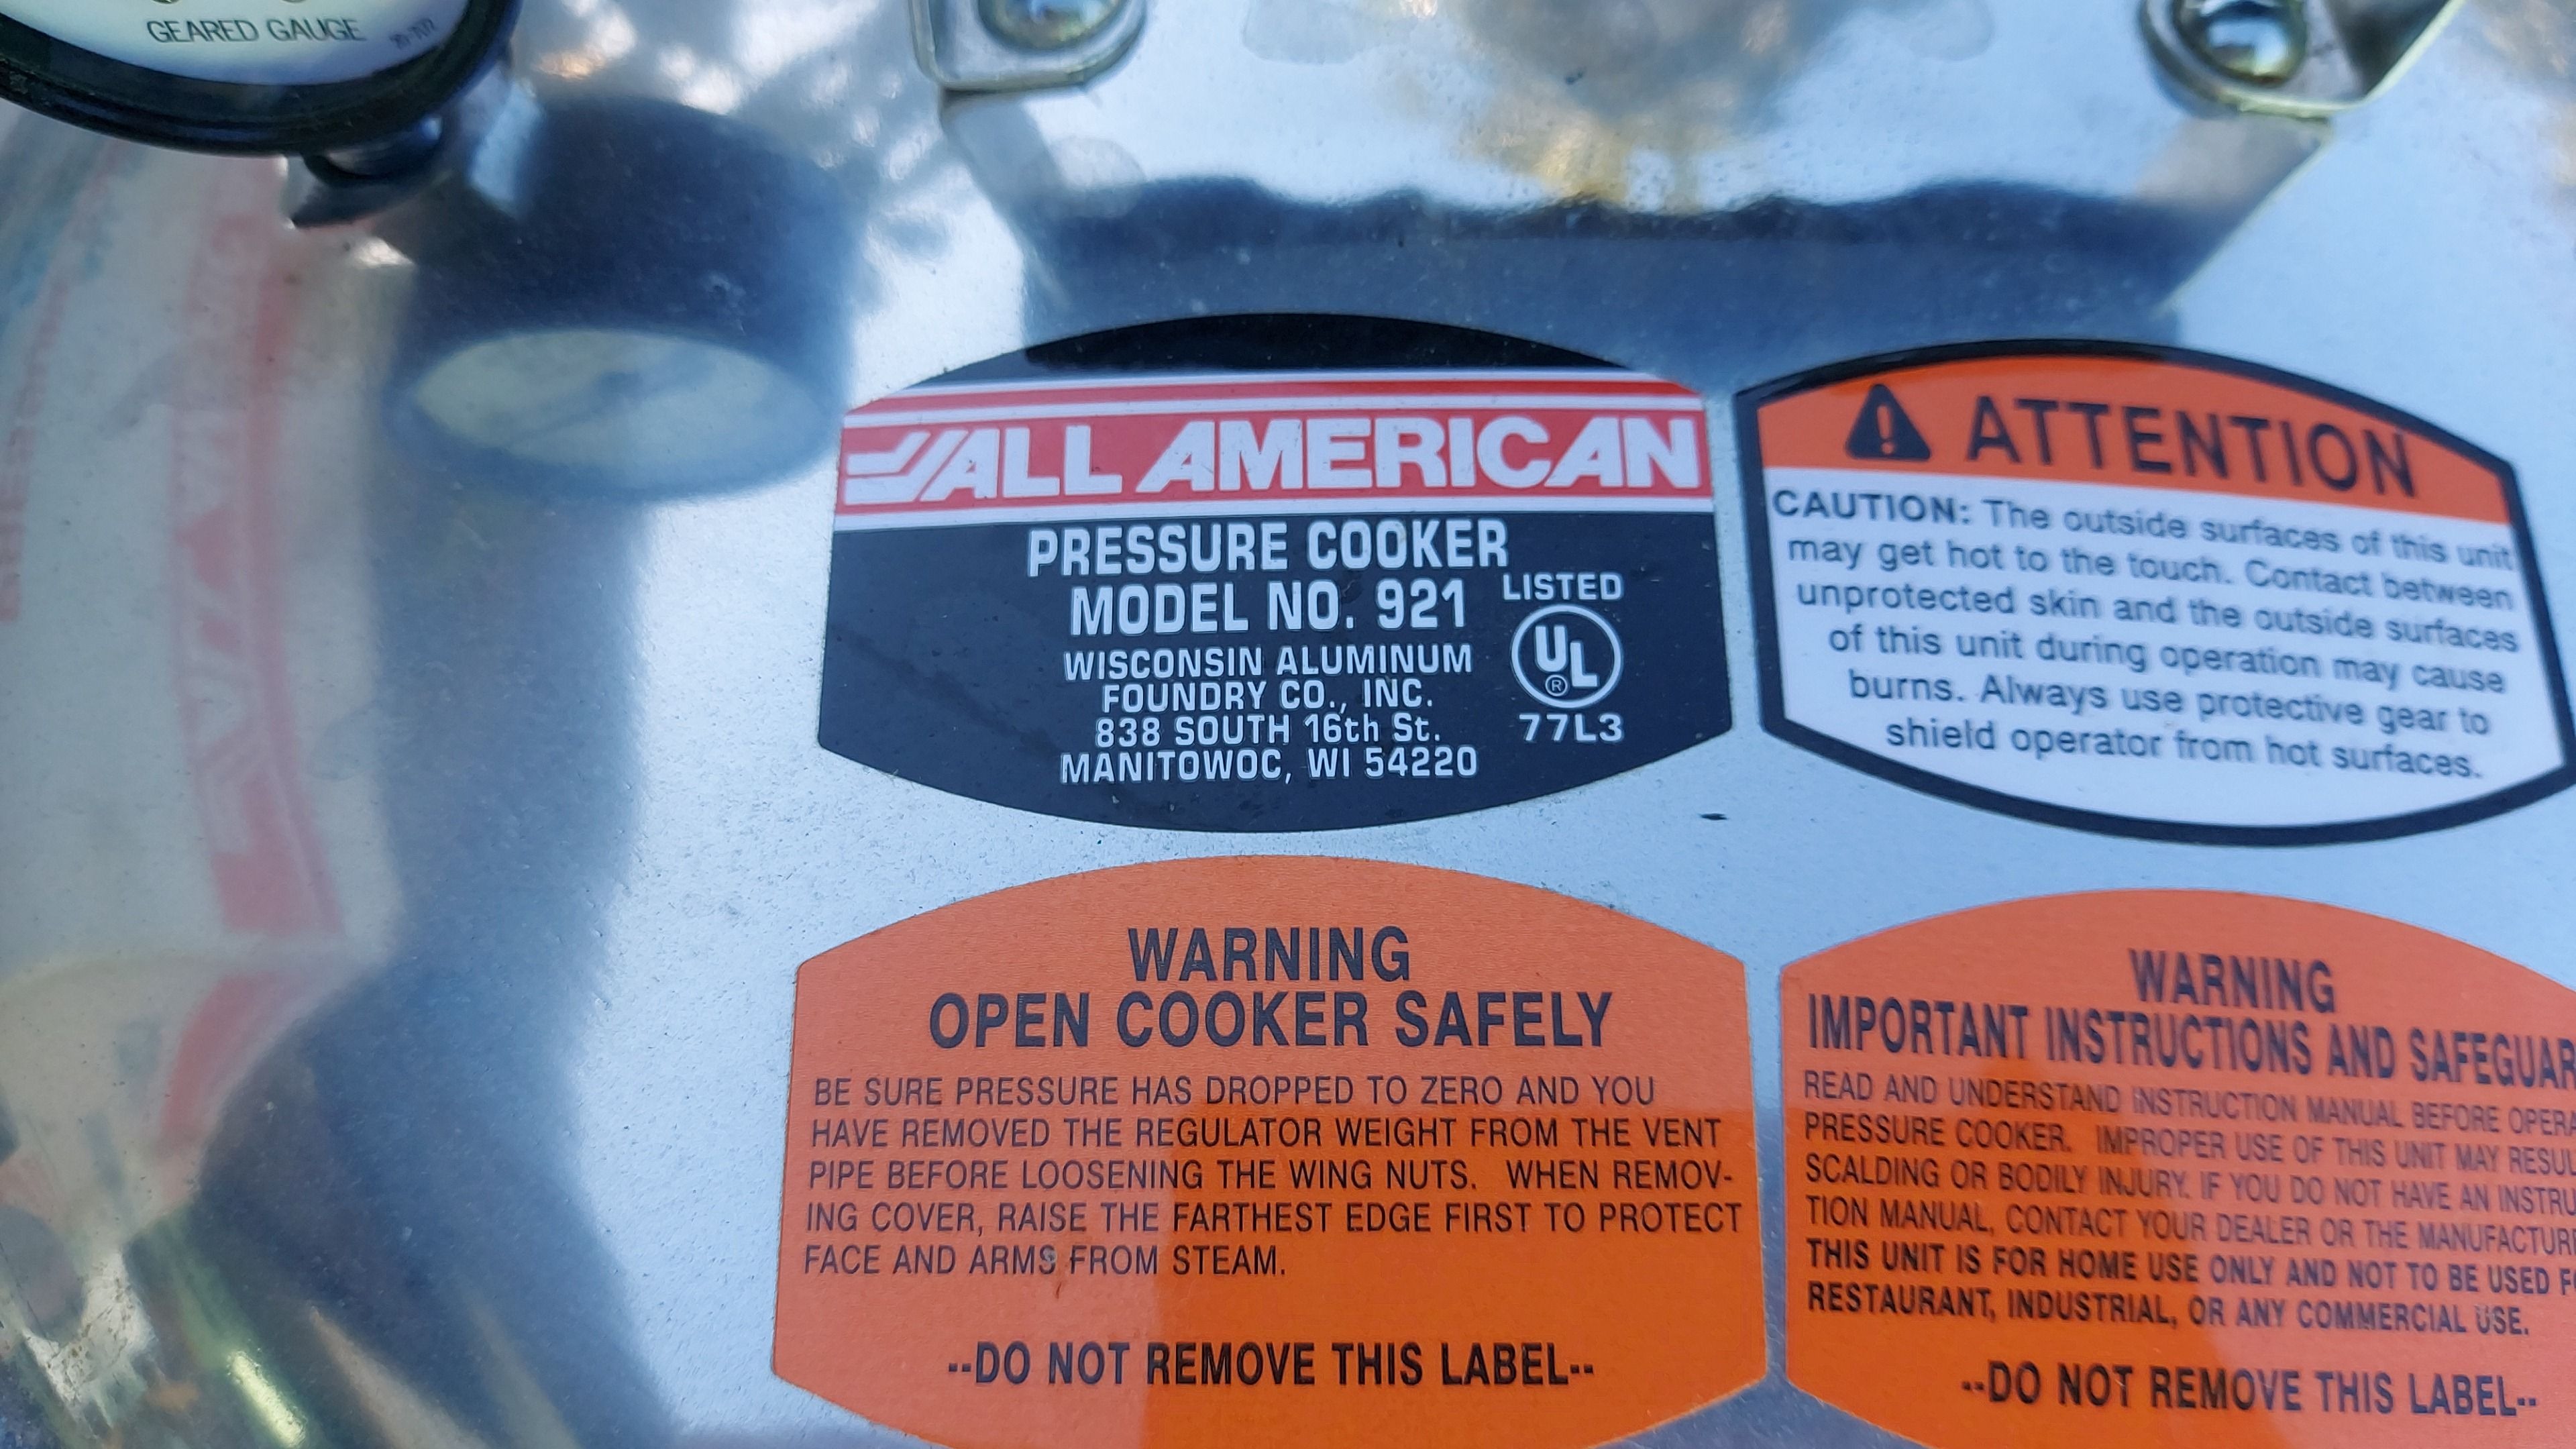 GEARED GAUGE
ALL AMERICAN
PRESSURE COOKER
MODEL NO. 921
LISTED
UL
®
77L3
WISCONSIN ALUMINUM
FOUNDRY CO., INC.
838 SOUTH 16th St.
MANITOWOC, WI 54220
ATTENTION
CAUTION: The outside surfaces of this unit
may get hot to the touch. Contact between
unprotected skin and the outside surfaces
of this unit during operation may cause
burns. Always use protective gear to
shield operator from hot surfaces.
WARNING
OPEN COOKER SAFELY
BE SURE PRESSURE HAS DROPPED TO ZERO AND YOU
HAVE REMOVED THE REGULATOR WEIGHT FROM THE VENT
PIPE BEFORE LOOSENING THE WING NUTS. WHEN REMOV-
ING COVER, RAISE THE FARTHEST EDGE FIRST TO PROTECT
FACE AND ARMS FROM STEAM.
--DO NOT REMOVE THIS LABEL--
WARNING
IMPORTANT INSTRUCTIONS AND SAFEGUAR
READ AND UNDERSTAND INSTRUCTION MANUAL BEFORE OPERA
PRESSURE COOKER. IMPROPER USE OF THIS UNIT MAY RESUL
SCALDING OR BODILY INJURY. IF YOU DO NOT HAVE AN INSTRU
TION MANUAL, CONTACT YOUR DEALER OR THE MANUFACTUR
THIS UNIT IS FOR HOME USE ONLY AND NOT TO BE USED F
RESTAURANT, INDUSTRIAL, OR ANY COMMERCIAL USE.
--DO NOT REMOVE THIS LABEL--